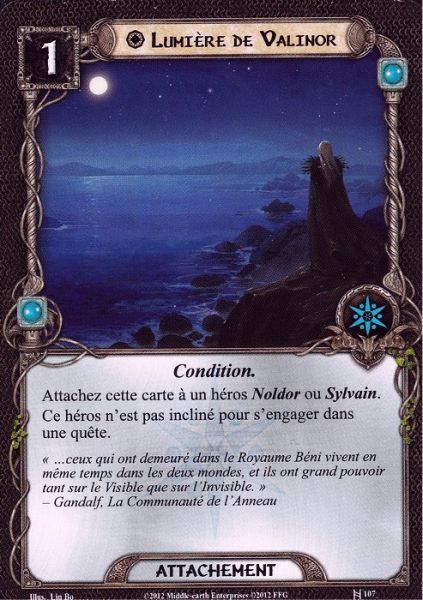 1
Lumière de Valinor
Condition.
Attachez cette carte à un héros Noldor ou Sylvain.
Ce héros n'est pas incliné pour s'engager dans
une quête.
« ...ceux qui ont demeuré dans le Royaume Béni vivent en
même temps dans les deux mondes, et ils ont grand pouvoir
tant sur le Visible que sur l'Invisible. »
– Gandalf, La Communauté de l'Anneau
ATTACHEMENT
Illus. Lin Bo ©2012 Middle-earth Enterprises ©2012 FFG 107